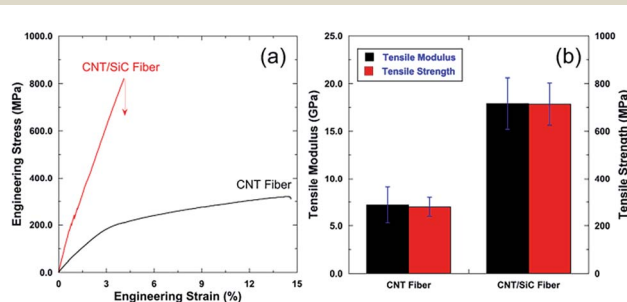 1000.0
800.0
600.0
400.0
200.0
0.0
Engineering Stress (MPa)
(a)
CNT/SiC Fiber
CNT Fiber
0
3
6
9
12
15
Engineering Strain (%)
25.0
20.0
15.0
10.0
5.0
0.0
Tensile Modulus (GPa)
Tensile Modulus
Tensile Strength
(b)
CNT Fiber
CNT/SiC Fiber
1000
800
600
400
200
0
Tensile Strength (MPa)